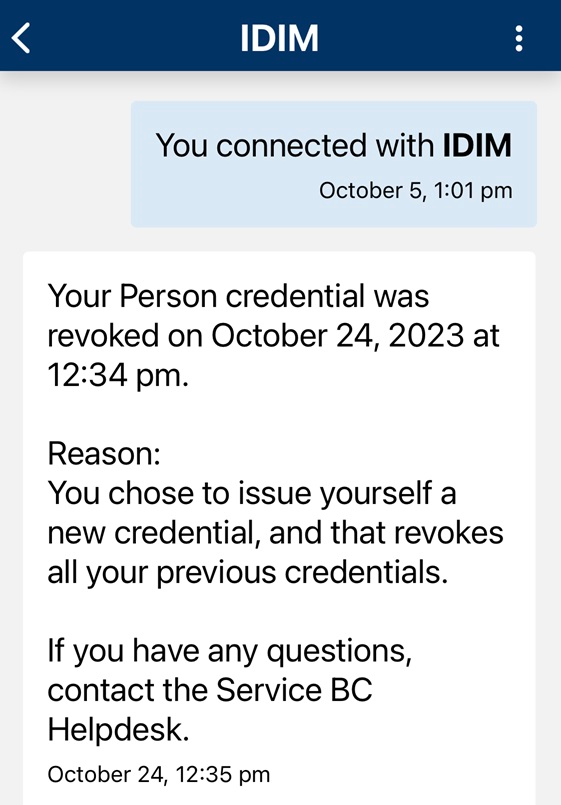 IDIM
You connected with IDIM
October 5, 1:01 pm
Your Person credential was
revoked on October 24, 2023 at
12:34 pm.
Reason:
You chose to issue yourself a
new credential, and that revokes
all your previous credentials.
If you have any questions,
contact the Service BC
Helpdesk.
October 24, 12:35 pm